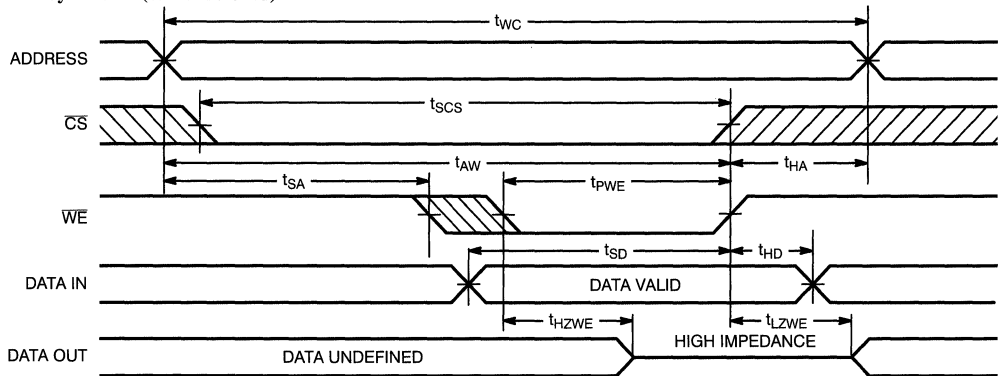 tWC
ADDRESS
tSCS
CS
tAW
tHA
tSA
tPWE
WE
tSD
tHD
DATA IN
DATA VALID
tHZWE
tLZWE
HIGH IMPEDANCE
DATA OUT
DATA UNDEFINED